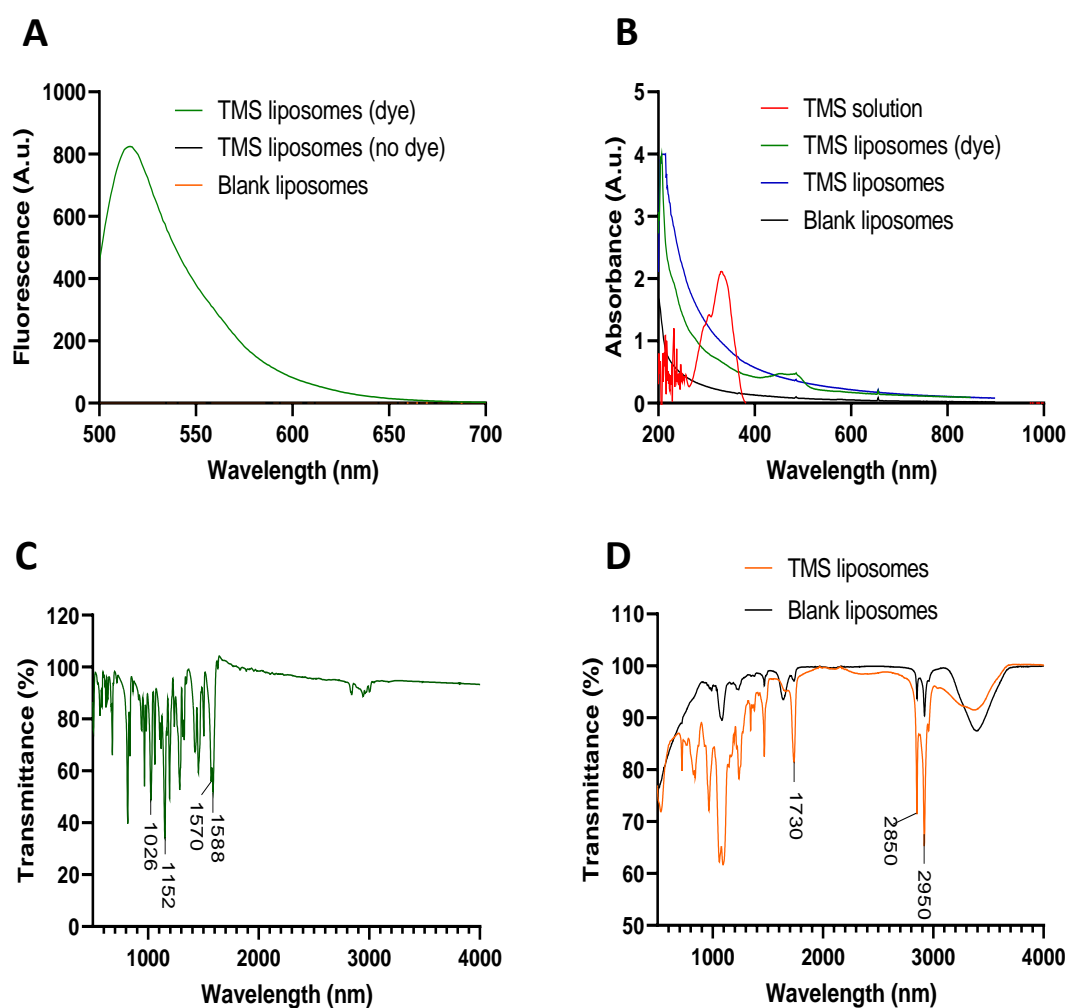 A
1000
800
600
400
200
0
Fluorescence (A.u.)
TMS liposomes (dye)
TMS liposomes (no dye)
Blank liposomes
500 550 600 650 700
Wavelength (nm)
B
5
4
3
2
1
0
Absorbance (A.u.)
TMS solution
TMS liposomes (dye)
TMS liposomes
Blank liposomes
200 400 600 800 1000
Wavelength (nm)
C
120
100
80
60
40
20
0
Transmittance (%)
1026
1152
1570
1588
1000 2000 3000 4000
Wavelength (nm)
D
TMS liposomes
Blank liposomes
110
100
90
80
70
60
50
Transmittance (%)
1730
2850
2950
1000 2000 3000 4000
Wavelength (nm)